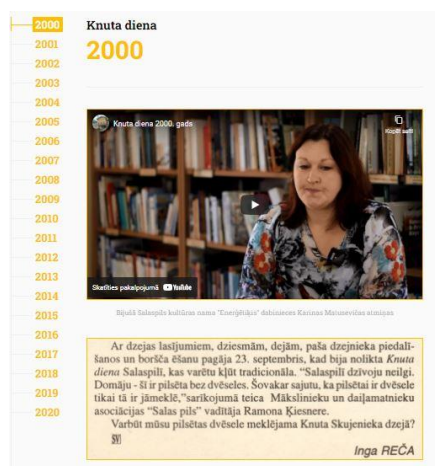 2000
2001
2002
2003
2004
2005
2006
2007
2008
2009
2010
2011
2012
2013
2014
2015
2016
2017
2018
2019
2020
Knuta diena
2000
Knuta diena 2000. gads
Kopēt saiti
Skatīties pakalpojumā YouTube
Bijušā Salaspils kultūras nama "Enerģētiķis" darbinieces Karinas Matusevičas atmiņas
Ar dzejas lasījumiem, dziesmām, dejām, paša dzejnieka piedalī-
šanos un boršča ēšanu pagāja 23. septembris, kad bija nolikta Knuta
diena Salaspilī, kas varētu kļūt tradicionāla. “Salaspilī dzīvoju neilgi.
Domāju - šī ir pilsēta bez dvēseles. Šovakar sajutu, ka pilsētai ir dvēsele
tikai tā ir jāmeklē,”sarīkojumā teica Mākslinieku un daiļamatnieku
asociācijas “Salas pils” vadītāja Ramona Ķiesnere.
Varbūt mūsu pilsētas dvēsele meklējama Knuta Skujenieka dzejā?
SV
Inga REČA